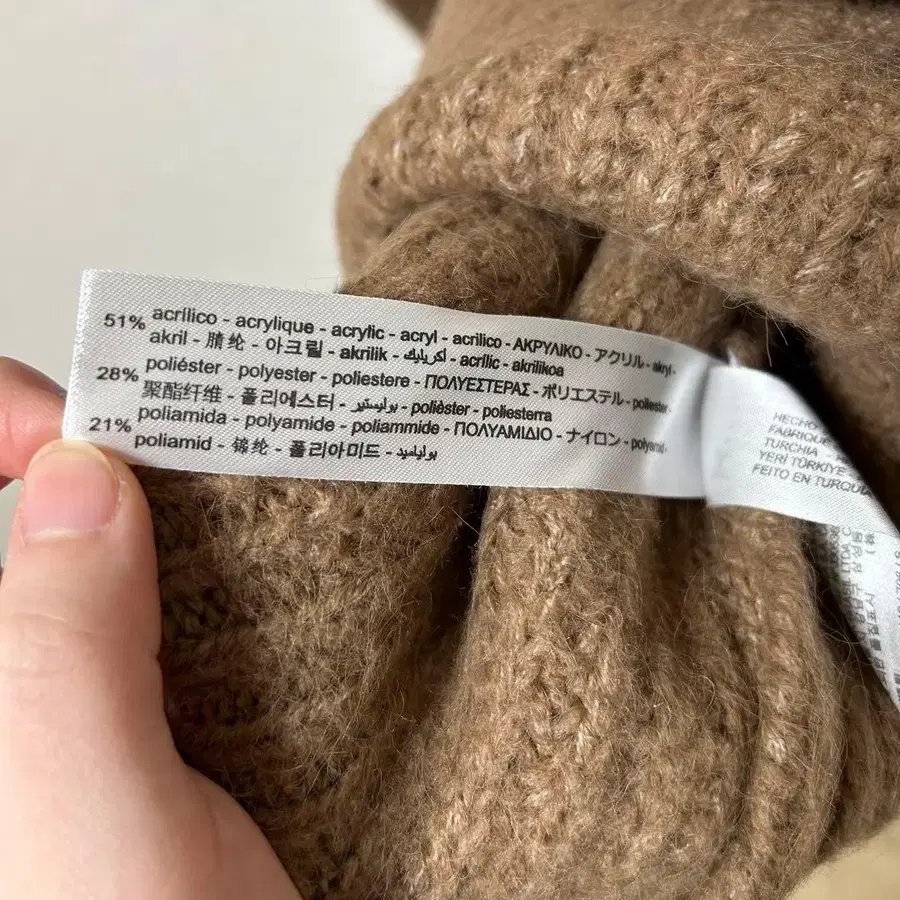 51% acrílico - acrylique - acrylic - acryl - acrilico - ΑΚΡΥΛΙΚΟ - アクリル - akryl -
akril - 腈纶 - 아크릴 - akrilik - أكريليك - acrílic - akrilikoa
28% poliéster - polyester - poliestere - ΠΟΛΥΕΣΤΕΡΑΣ - ポリエステル - poliester -
聚酯纤维 - 폴리에스터 - بوليستير - polièster - poliesterra
21% poliamida - polyamide - poliammide - ΠΟΛΥΑΜΙΔΙΟ - ナイロン - polyamid -
poliamid - 锦纶 - 폴리아미드 - بولياميد
HECHO
FABRIQUÉ
TURCHIA -
YERİ TÜRKİYE
FEITO EN TURQUIA